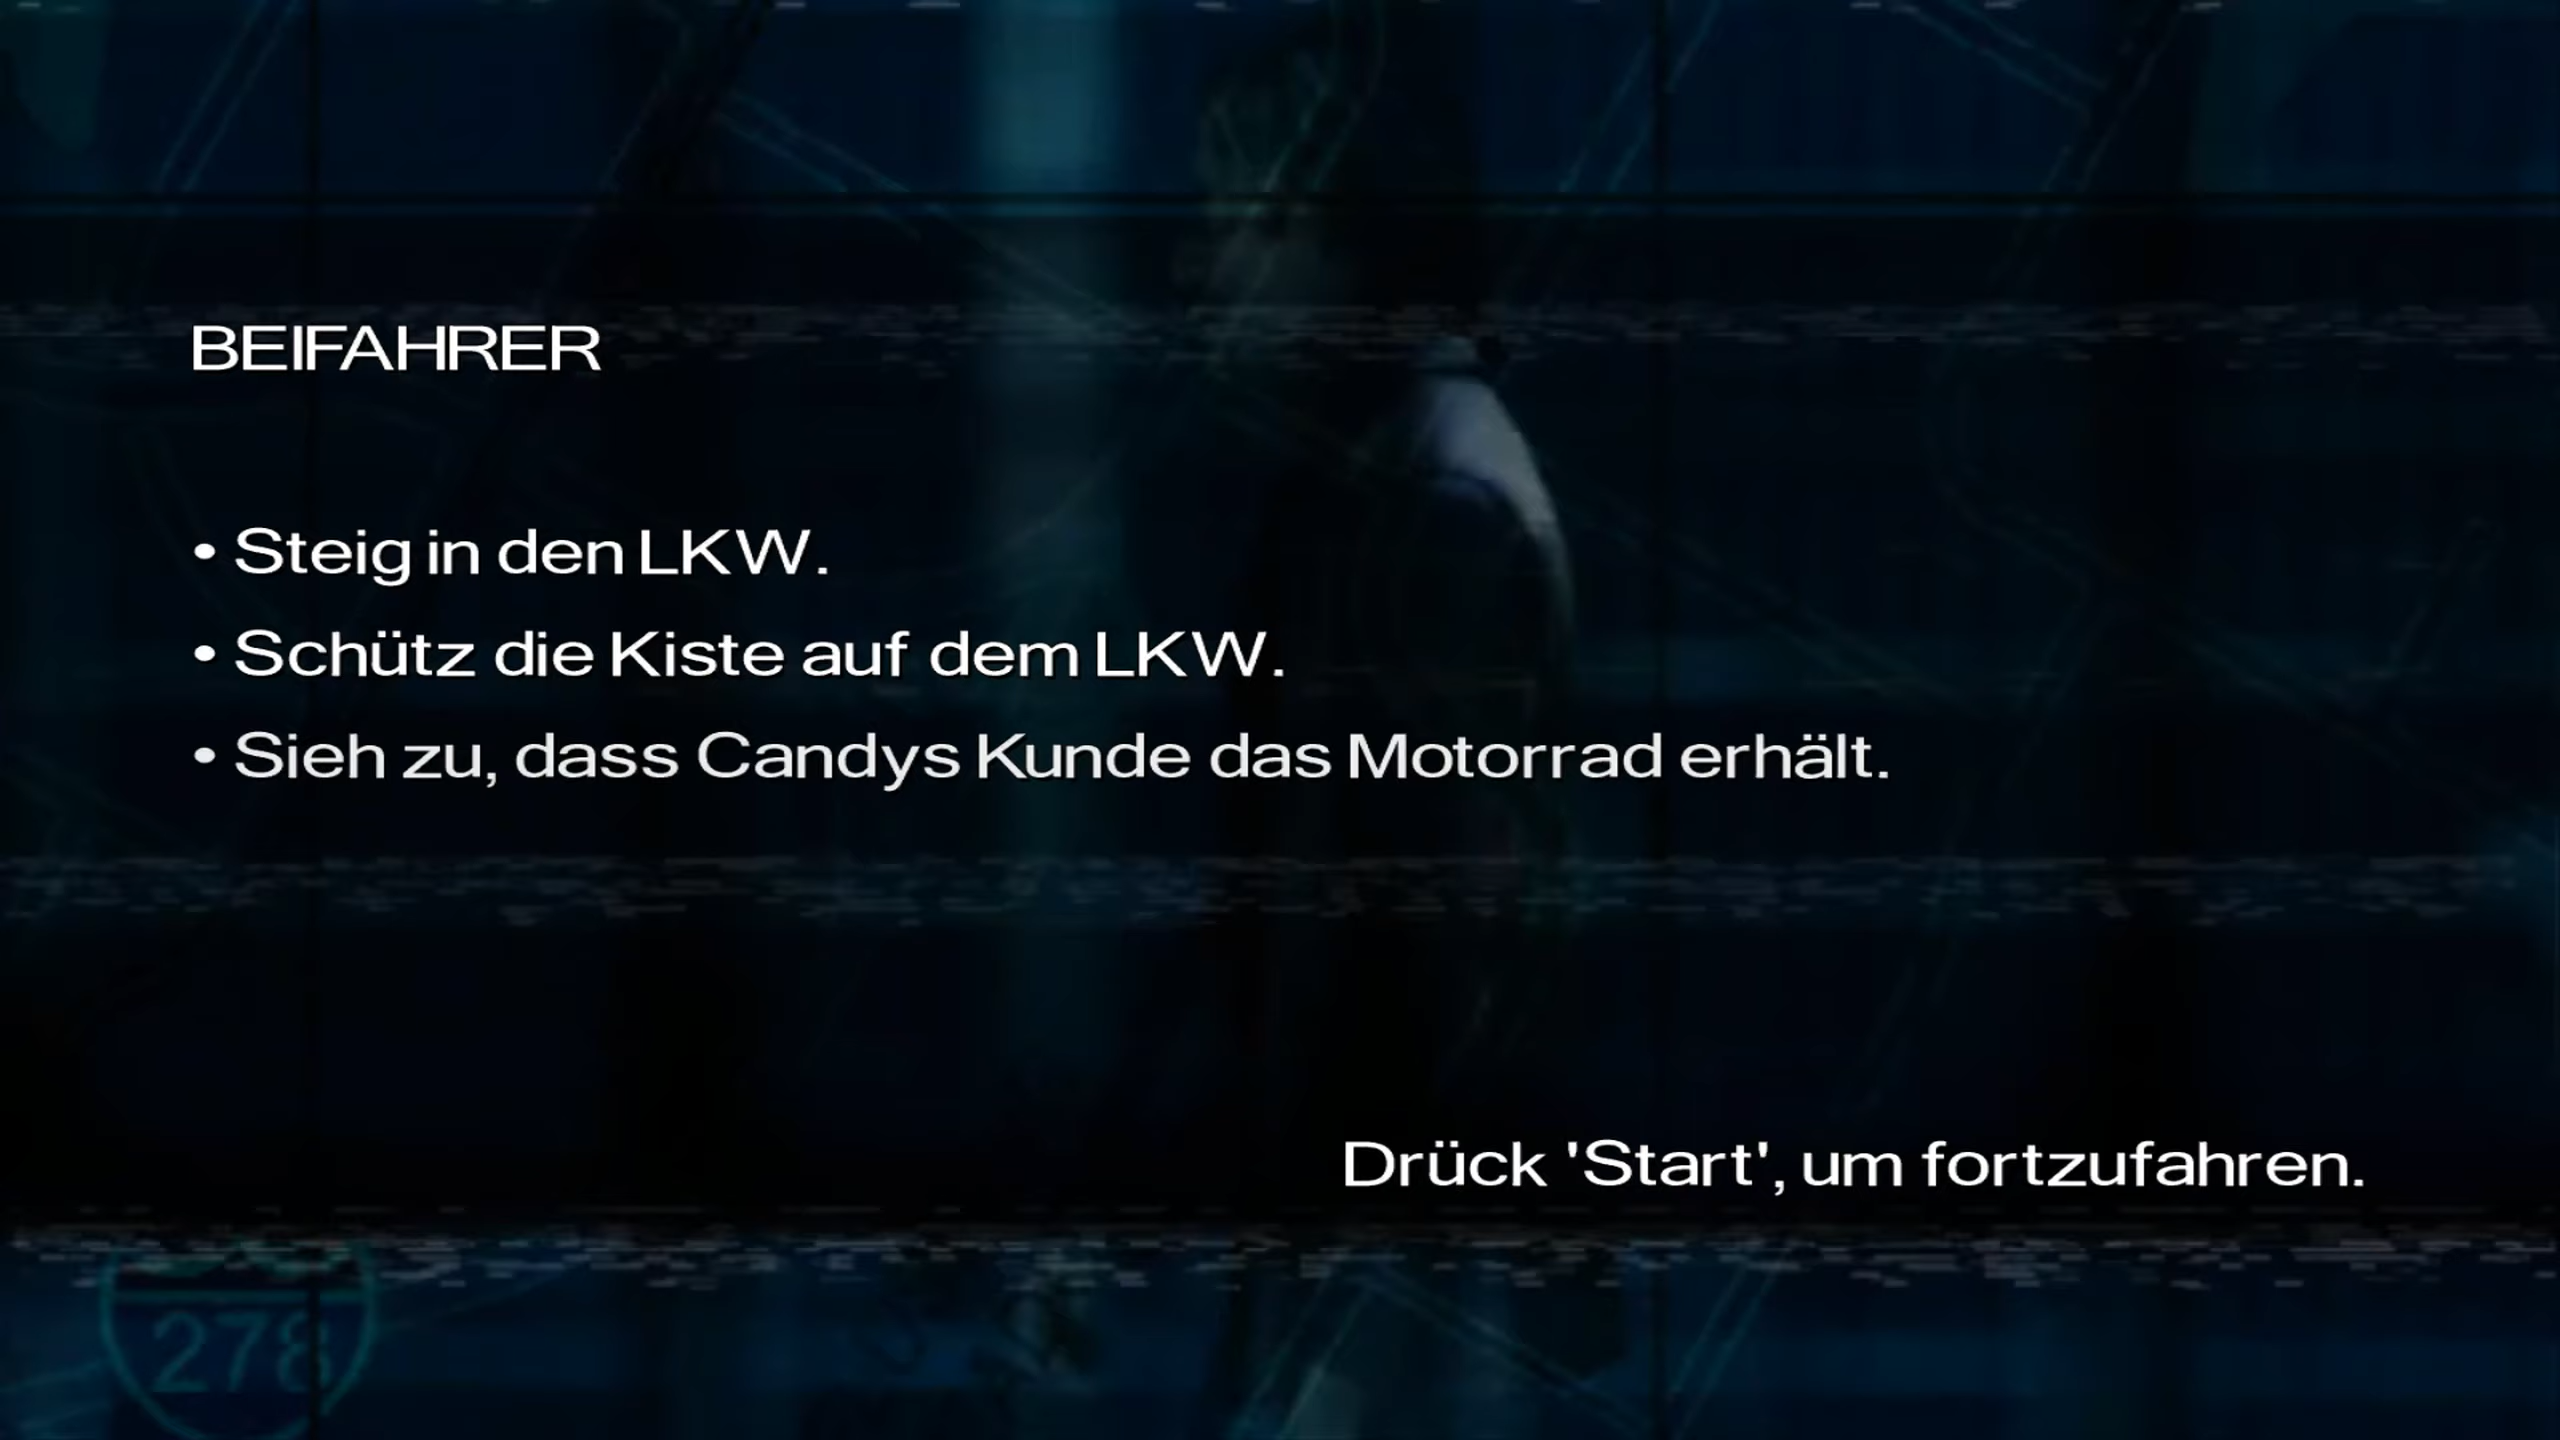 BEIFAHRER
• Steig in den LKW.
• Schütz die Kiste auf dem LKW.
• Sieh zu, dass Candys Kunde das Motorrad erhält.
Drück 'Start', um fortzufahren.
278